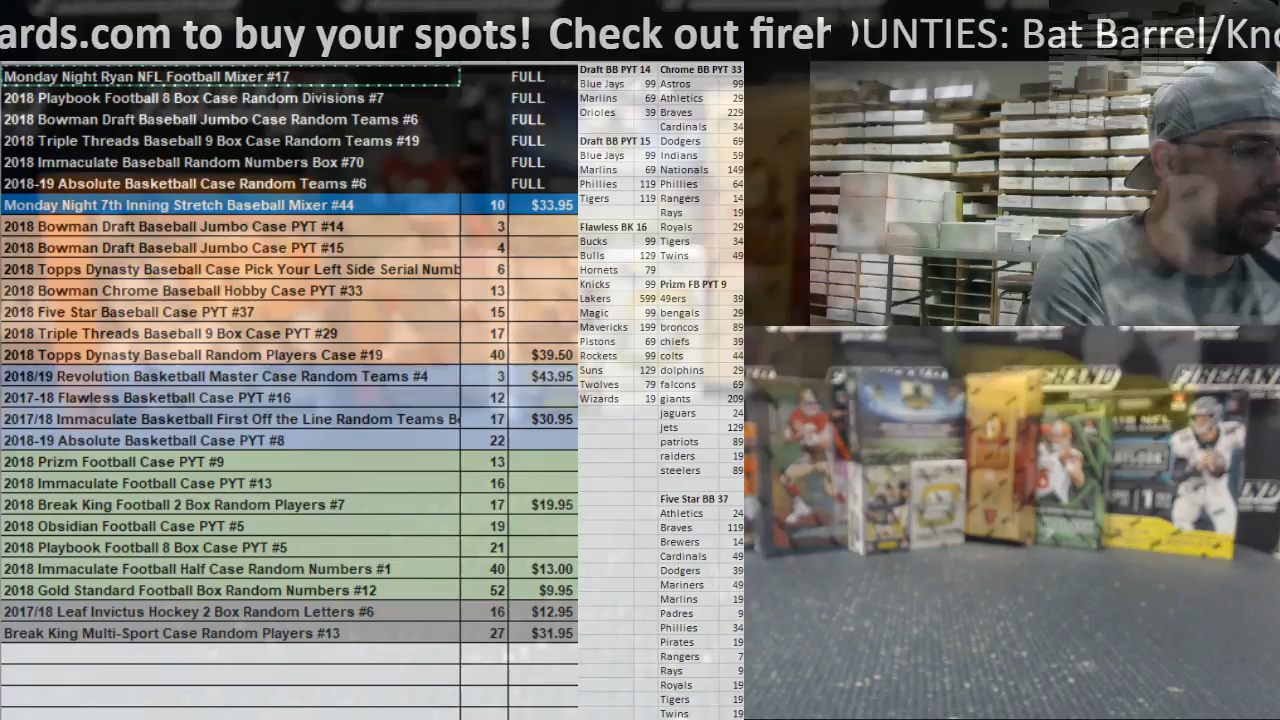 ards.com to buy your spots!  Check out fireh
OUNTIES: Bat Barrel/Kno
Monday Night Ryan NFL Football Mixer #17 FULL
2018 Playbook Football 8 Box Case Random Divisions #7 FULL
2018 Bowman Draft Baseball Jumbo Case Random Teams #6 FULL
2018 Triple Threads Baseball 9 Box Case Random Teams #19 FULL
2018 Immaculate Baseball Random Numbers Box #70 FULL
2018-19 Absolute Basketball Case Random Teams #6 FULL
Monday Night 7th Inning Stretch Baseball Mixer #44 10 $33.95
2018 Bowman Draft Baseball Jumbo Case PYT #14 3
2018 Bowman Draft Baseball Jumbo Case PYT #15 4
2018 Topps Dynasty Baseball Case Pick Your Left Side Serial Numb 6
2018 Bowman Chrome Baseball Hobby Case PYT #33 13
2018 Five Star Baseball Case PYT #37 15
2018 Triple Threads Baseball 9 Box Case PYT #29 17
2018 Topps Dynasty Baseball Random Players Case #19 40 $39.50
2018/19 Revolution Basketball Master Case Random Teams #4 3 $43.95
2017-18 Flawless Basketball Case PYT #16 12
2017/18 Immaculate Basketball First Off the Line Random Teams Bo 17 $30.95
2018-19 Absolute Basketball Case PYT #8 22
2018 Prizm Football Case PYT #9 13
2018 Immaculate Football Case PYT #13 16
2018 Break King Football 2 Box Random Players #7 17 $19.95
2018 Obsidian Football Case PYT #5 19
2018 Playbook Football 8 Box Case PYT #5 21
2018 Immaculate Football Half Case Random Numbers #1 40 $13.00
2018 Gold Standard Football Box Random Numbers #12 52 $9.95
2017/18 Leaf Invictus Hockey 2 Box Random Letters #6 16 $12.95
Break King Multi-Sport Case Random Players #13 27 $31.95
Draft BB PYT 14
Blue Jays 99
Marlins 69
Orioles 39
Draft BB PYT 15
Blue Jays 99
Marlins 69
Phillies 119
Tigers 119
Flawless BK 16
Bucks 99
Bulls 129
Hornets 79
Knicks 99
Lakers 599
Magic 99
Mavericks 199
Pistons 69
Rockets 99
Suns 129
Twolves 79
Wizards 19
Chrome BB PYT 33
Astros 99
Athletics 29
Braves 229
Cardinals 34
Dodgers 69
Indians 59
Nationals 149
Phillies 64
Rangers 14
Rays 19
Royals 29
Tigers 34
Twins 49
Prizm FB PYT 9
49ers 39
bengals 29
broncos 89
chiefs 39
colts 44
dolphins 29
falcons 69
giants 209
jaguars 24
jets 129
patriots 89
raiders 19
steelers 89
Five Star BB 37
Athletics 24
Braves 119
Brewers 14
Cardinals 49
Dodgers 39
Mariners 49
Marlins 19
Padres 9
Phillies 34
Pirates 19
Rangers 7
Rays 9
Royals 19
Tigers 19
Twins 19
FIREHAND